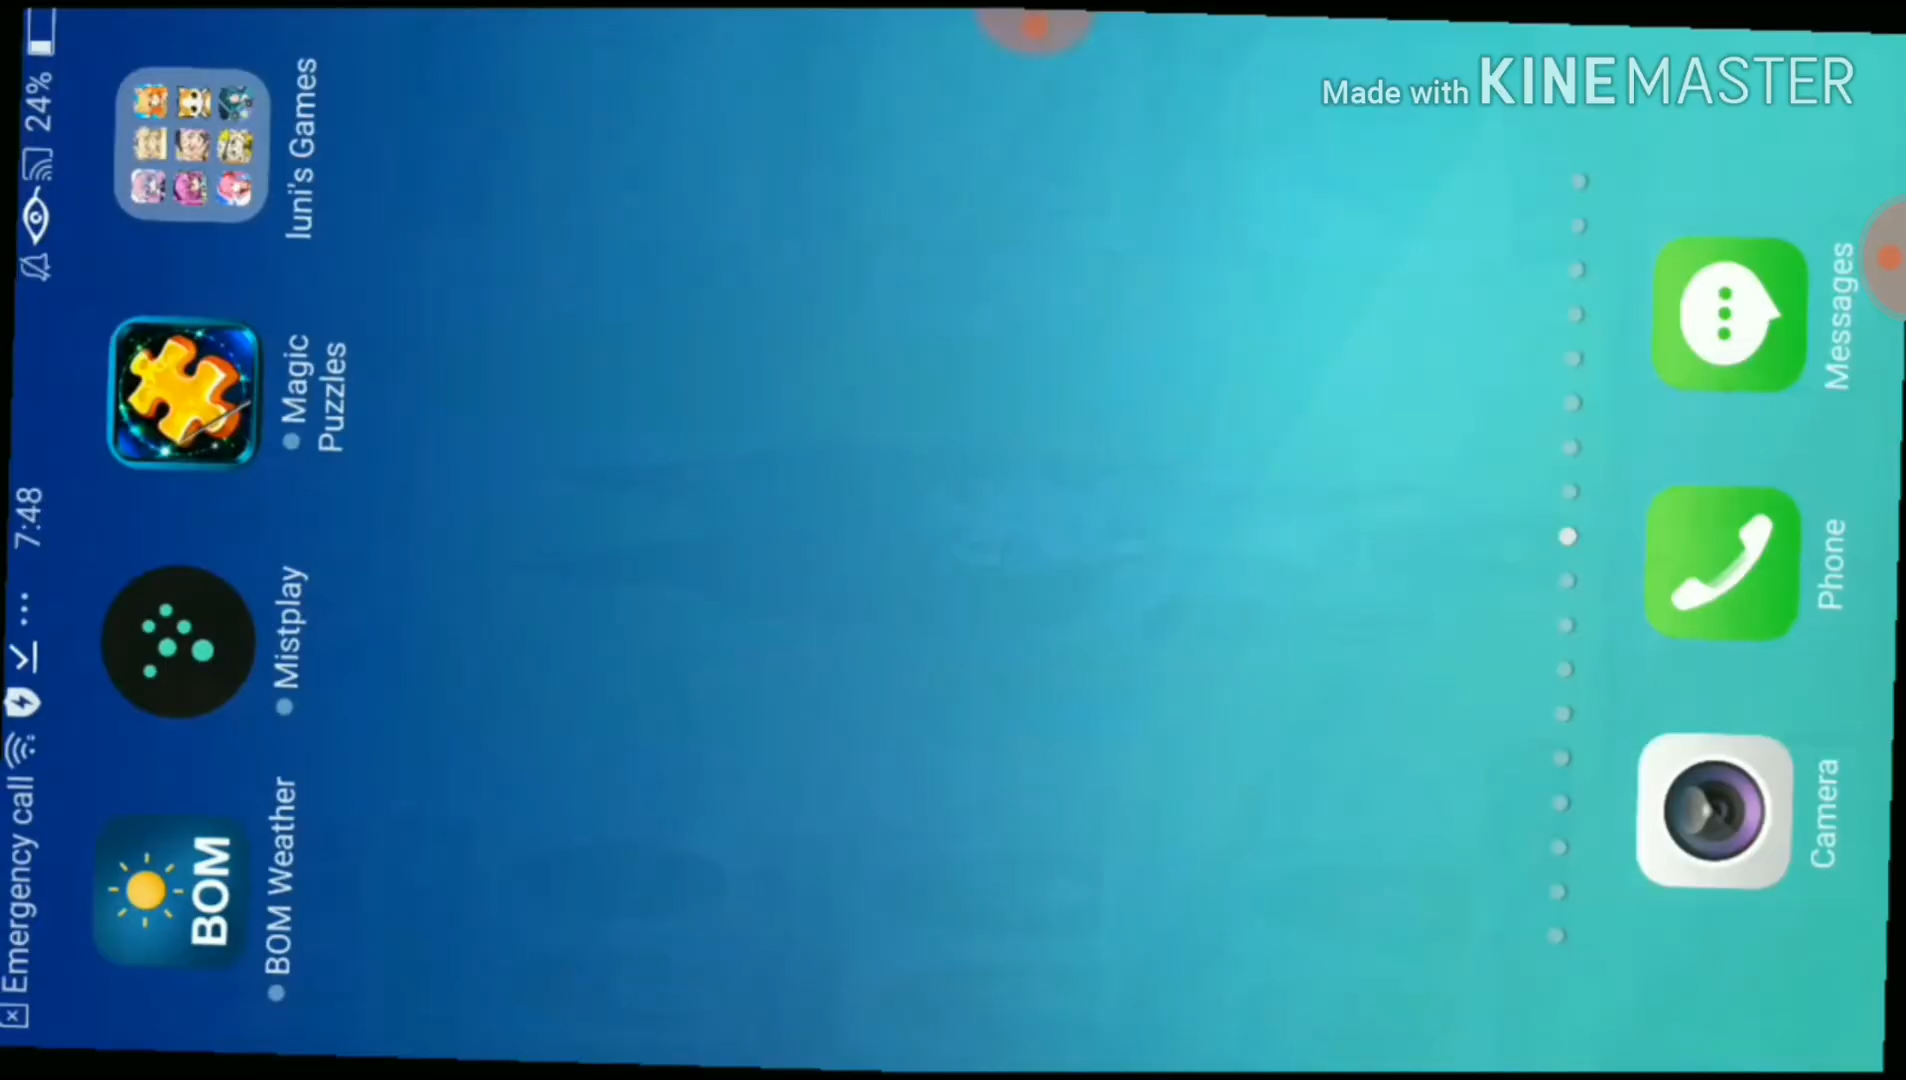 Emergency call
7:48
24%
BOM
BOM Weather
Mistplay
Magic
Puzzles
Iuni's Games
Camera
Phone
Messages
Made with KINEMASTER